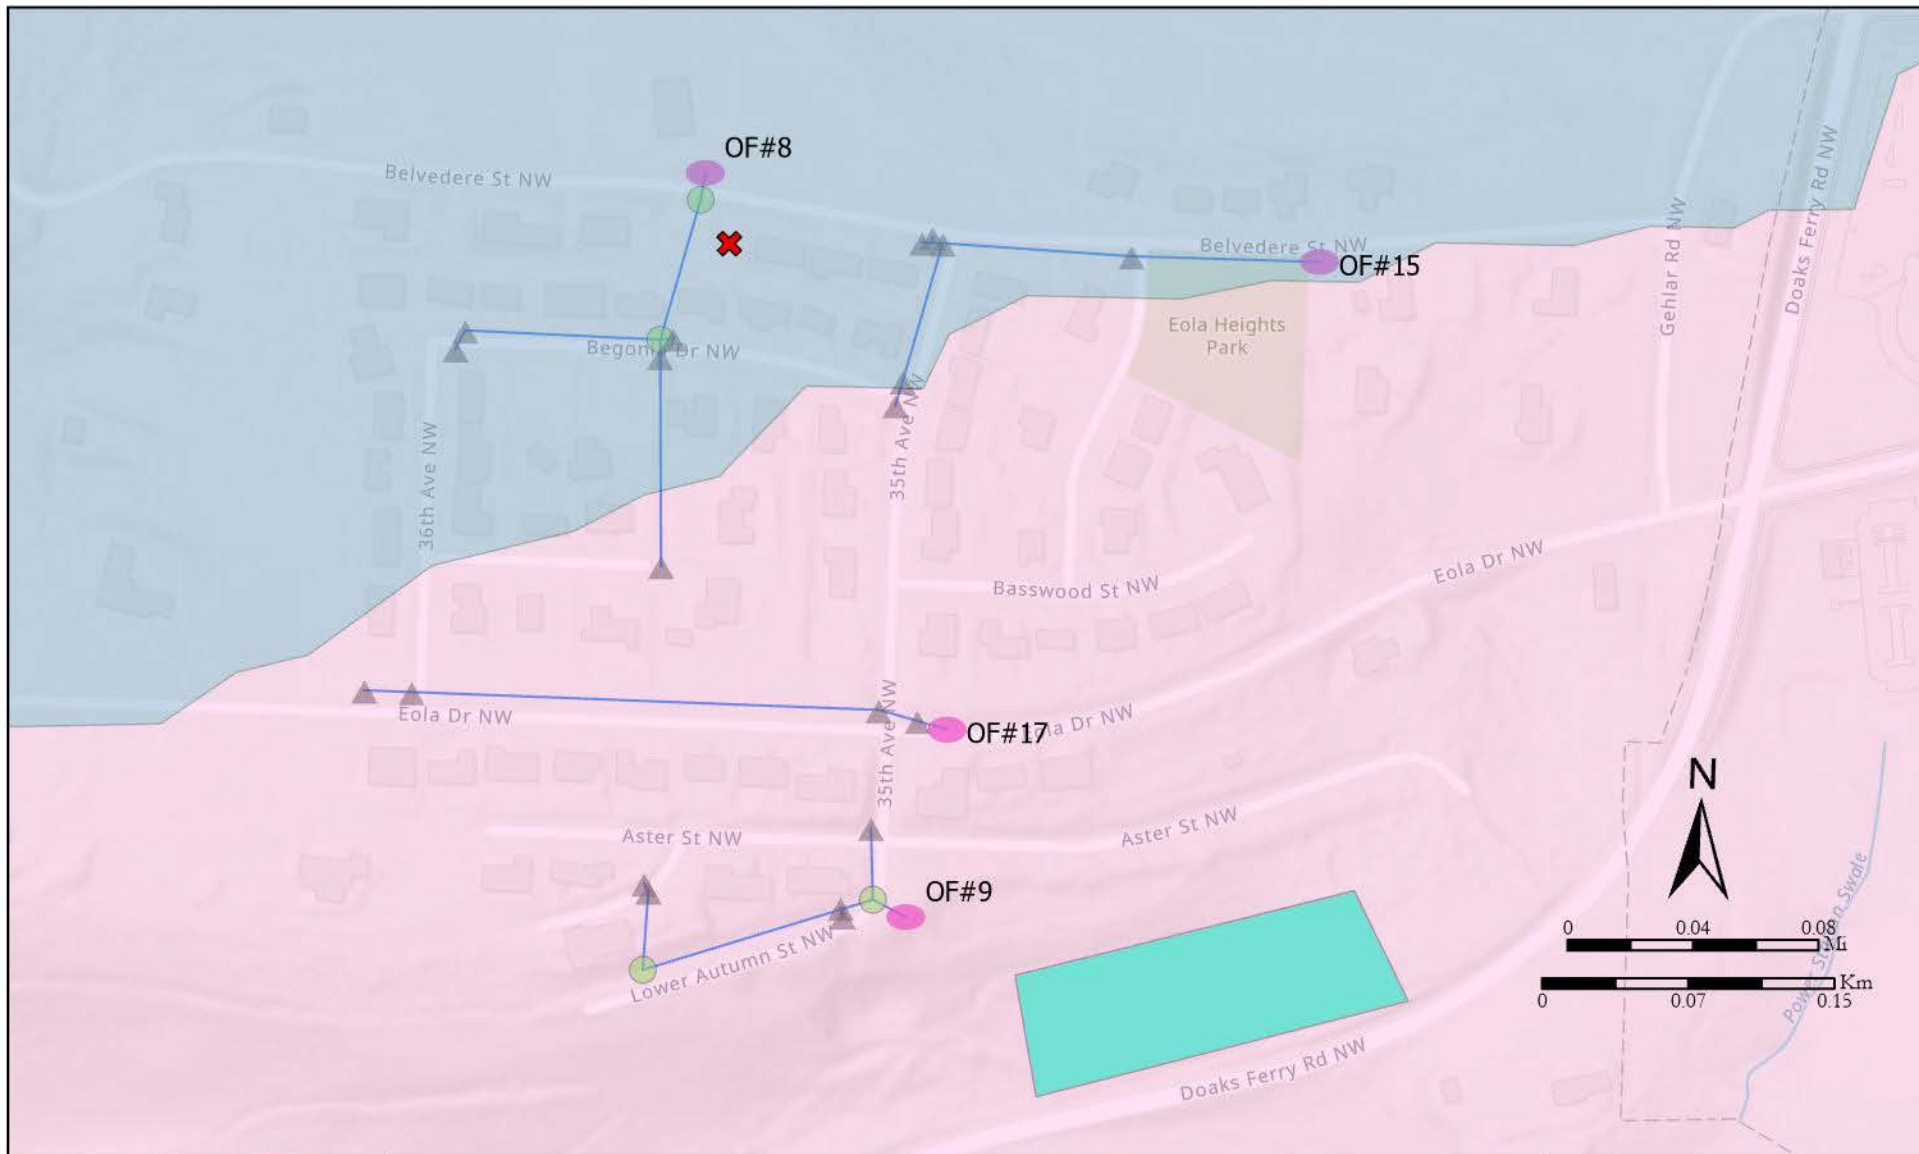 OF#8
Belvedere St NW
Belvedere St NW
OF#15
Gehlar Rd NW
Doaks Ferry Rd NW
Eola Heights
Park
Begonia Dr NW
35th Ave NW
36th Ave NW
Basswood St NW
Eola Dr NW
Eola Dr NW
OF#17
Eola Dr NW
35th Ave NW
Aster St NW
Aster St NW
N
OF#9
Lower Autumn St NW
Doaks Ferry Rd NW
0 0.04 0.08
Mi
Km
0 0.07 0.15
Swale